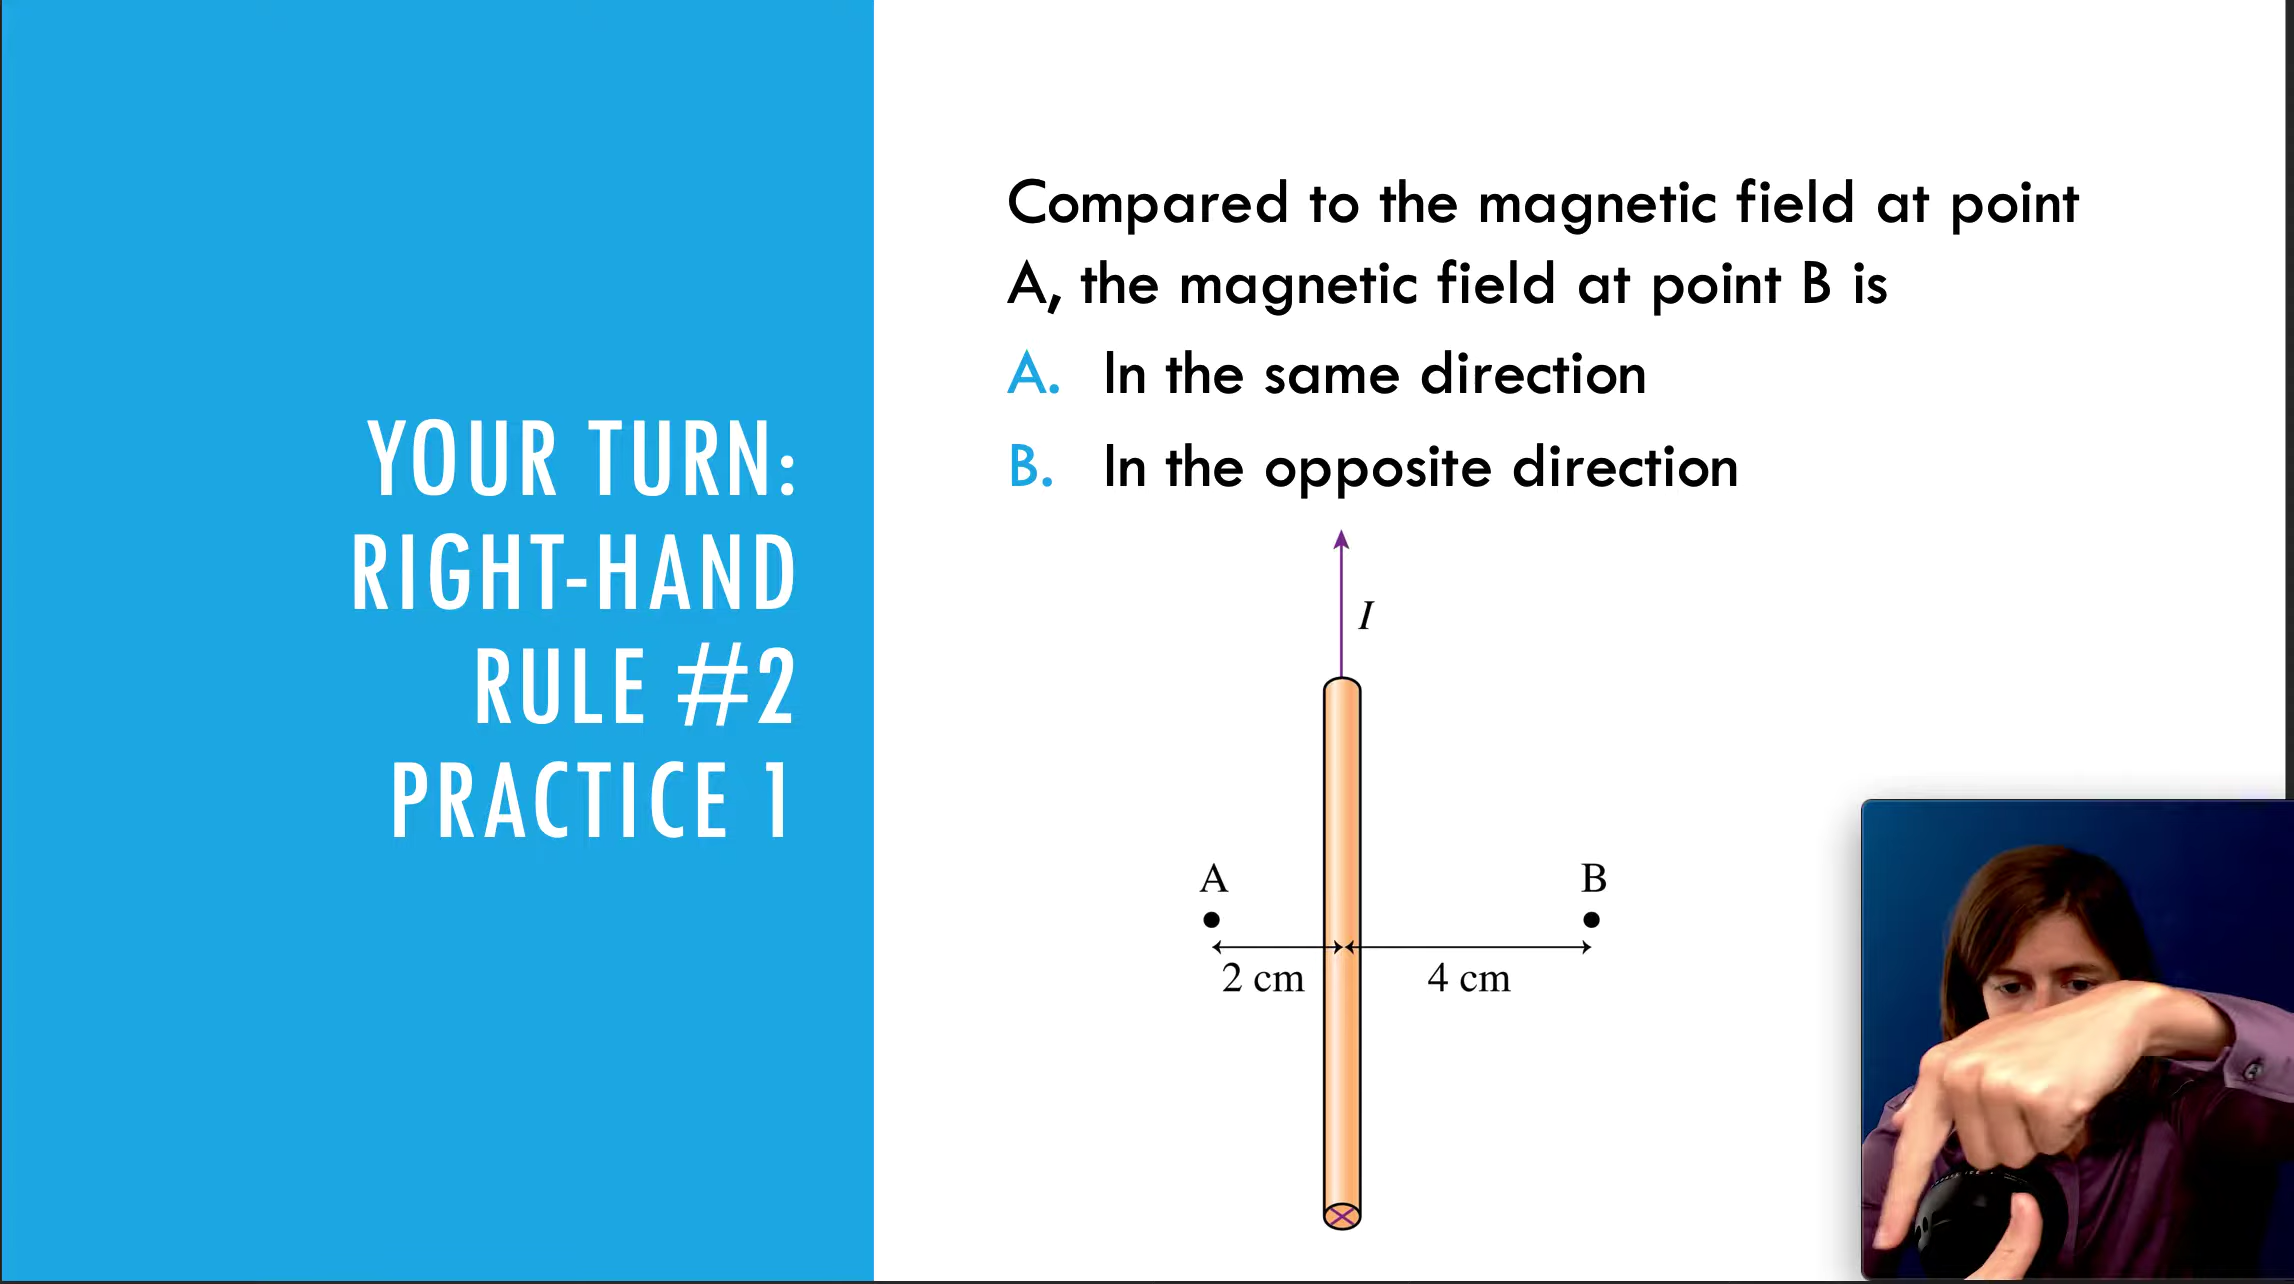 YOUR TURN:
RIGHT-HAND
RULE #2
PRACTICE 1
Compared to the magnetic field at point
A, the magnetic field at point B is
A. In the same direction
B. In the opposite direction
I
A
B
2 cm
4 cm